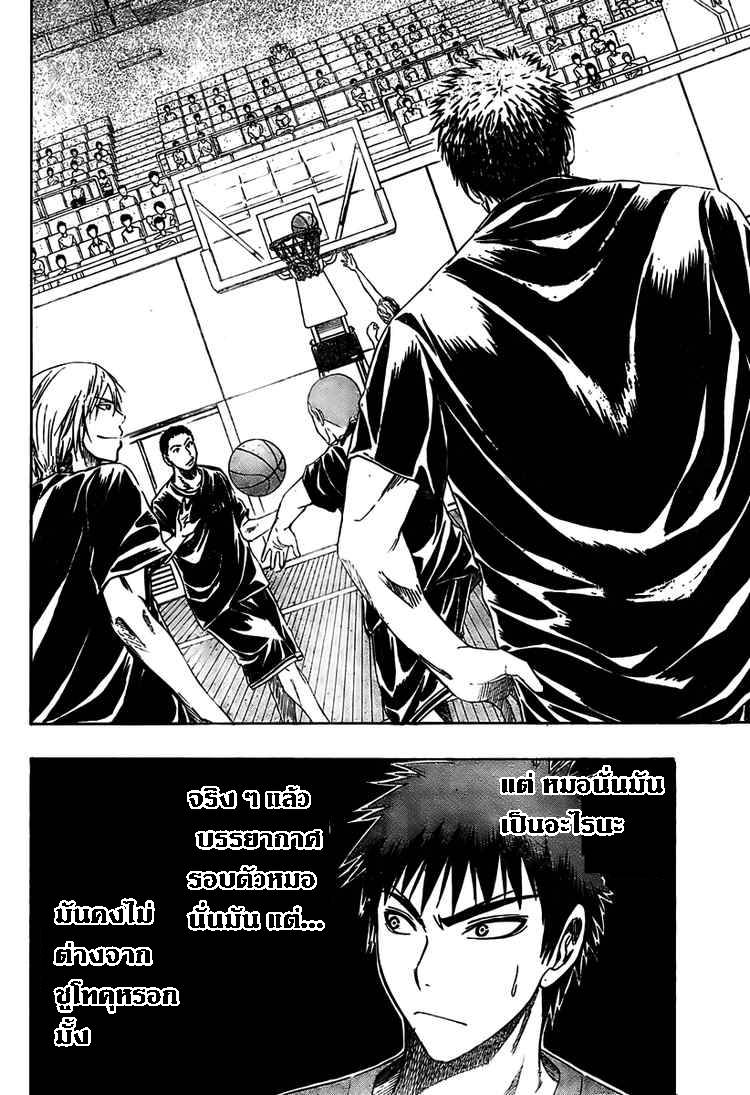 แต่ หมอนั่นมัน
เป็นอะไรนะ
จริง ๆ แล้ว
บรรยากาศ
รอบตัวหมอ
นั่นมัน แต่...
มันคงไม่
ต่างจาก
ชูโทคุหรอก
มั้ง